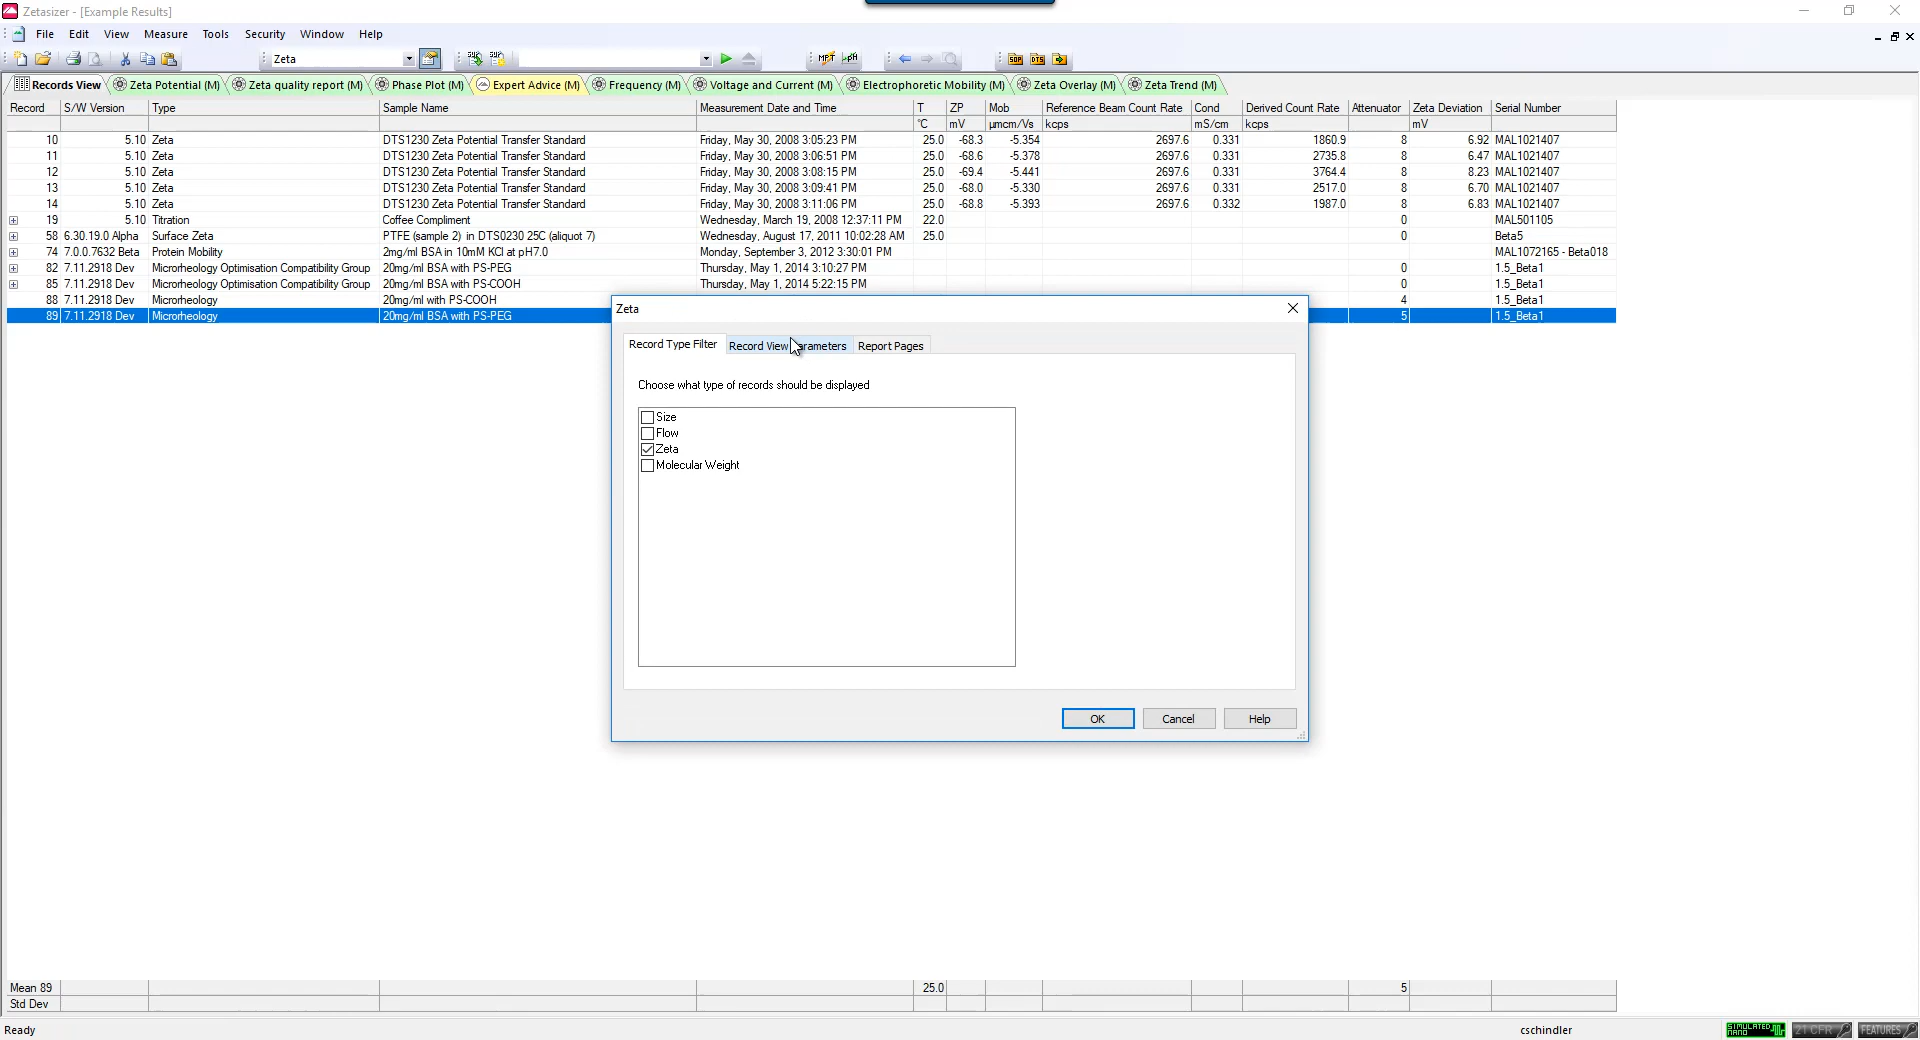 Zetasizer - [Example Results]
File Edit View Measure Tools Security Window Help
Zeta
Records View Zeta Potential (M) Zeta quality report (M) Phase Plot (M) Expert Advice (M) Frequency (M) Voltage and Current (M) Electrophoretic Mobility (M) Zeta Overlay (M) Zeta Trend (M)
Record S/W Version Type Sample Name Measurement Date and Time T ZP Mob Reference Beam Count Rate Cond Derived Count Rate Attenuator Zeta Deviation Serial Number
°C mV µmcm/Vs kcps mS/cm kcps mV
10 5.10 Zeta DTS1230 Zeta Potential Transfer Standard Friday, May 30, 2008 3:05:23 PM 25.0 -68.3 -5.354 2697.6 0.331 1860.9 8 6.92 MAL1021407
11 5.10 Zeta DTS1230 Zeta Potential Transfer Standard Friday, May 30, 2008 3:06:51 PM 25.0 -68.6 -5.378 2697.6 0.331 2735.8 8 6.47 MAL1021407
12 5.10 Zeta DTS1230 Zeta Potential Transfer Standard Friday, May 30, 2008 3:08:15 PM 25.0 -69.4 -5.441 2697.6 0.331 3764.4 8 8.23 MAL1021407
13 5.10 Zeta DTS1230 Zeta Potential Transfer Standard Friday, May 30, 2008 3:09:41 PM 25.0 -68.0 -5.330 2697.6 0.331 2517.0 8 6.70 MAL1021407
14 5.10 Zeta DTS1230 Zeta Potential Transfer Standard Friday, May 30, 2008 3:11:06 PM 25.0 -68.8 -5.393 2697.6 0.332 1987.0 8 6.83 MAL1021407
19 5.10 Titration Coffee Compliment Wednesday, March 19, 2008 12:37:11 PM 22.0 0 MAL501105
58 6.30.19.0 Alpha Surface Zeta PTFE (sample 2) in DTS0230 25C (aliquot 7) Wednesday, August 17, 2011 10:02:28 AM 25.0 0 Beta5
74 7.0.0.7632 Beta Protein Mobility 2mg/ml BSA in 10mM KCl at pH7.0 Monday, September 3, 2012 3:30:01 PM MAL1072165 - Beta018
82 7.11.2918 Dev Microrheology Optimisation Compatibility Group 20mg/ml BSA with PS-PEG Thursday, May 1, 2014 3:10:27 PM 0 1.5_Beta1
85 7.11.2918 Dev Microrheology Optimisation Compatibility Group 20mg/ml BSA with PS-COOH Thursday, May 1, 2014 5:22:15 PM 0 1.5_Beta1
88 7.11.2918 Dev Microrheology 20mg/ml with PS-COOH 4 1.5_Beta1
89 7.11.2918 Dev Microrheology 20mg/ml BSA with PS-PEG 5 1.5_Beta1
Zeta
Record Type Filter Record View Parameters Report Pages
Choose what type of records should be displayed
Size
Flow
Zeta
Molecular Weight
OK Cancel Help
Mean 89 25.0 5
Std Dev
Ready cschindler SIMULATED NANO 21 CFR FEATURES